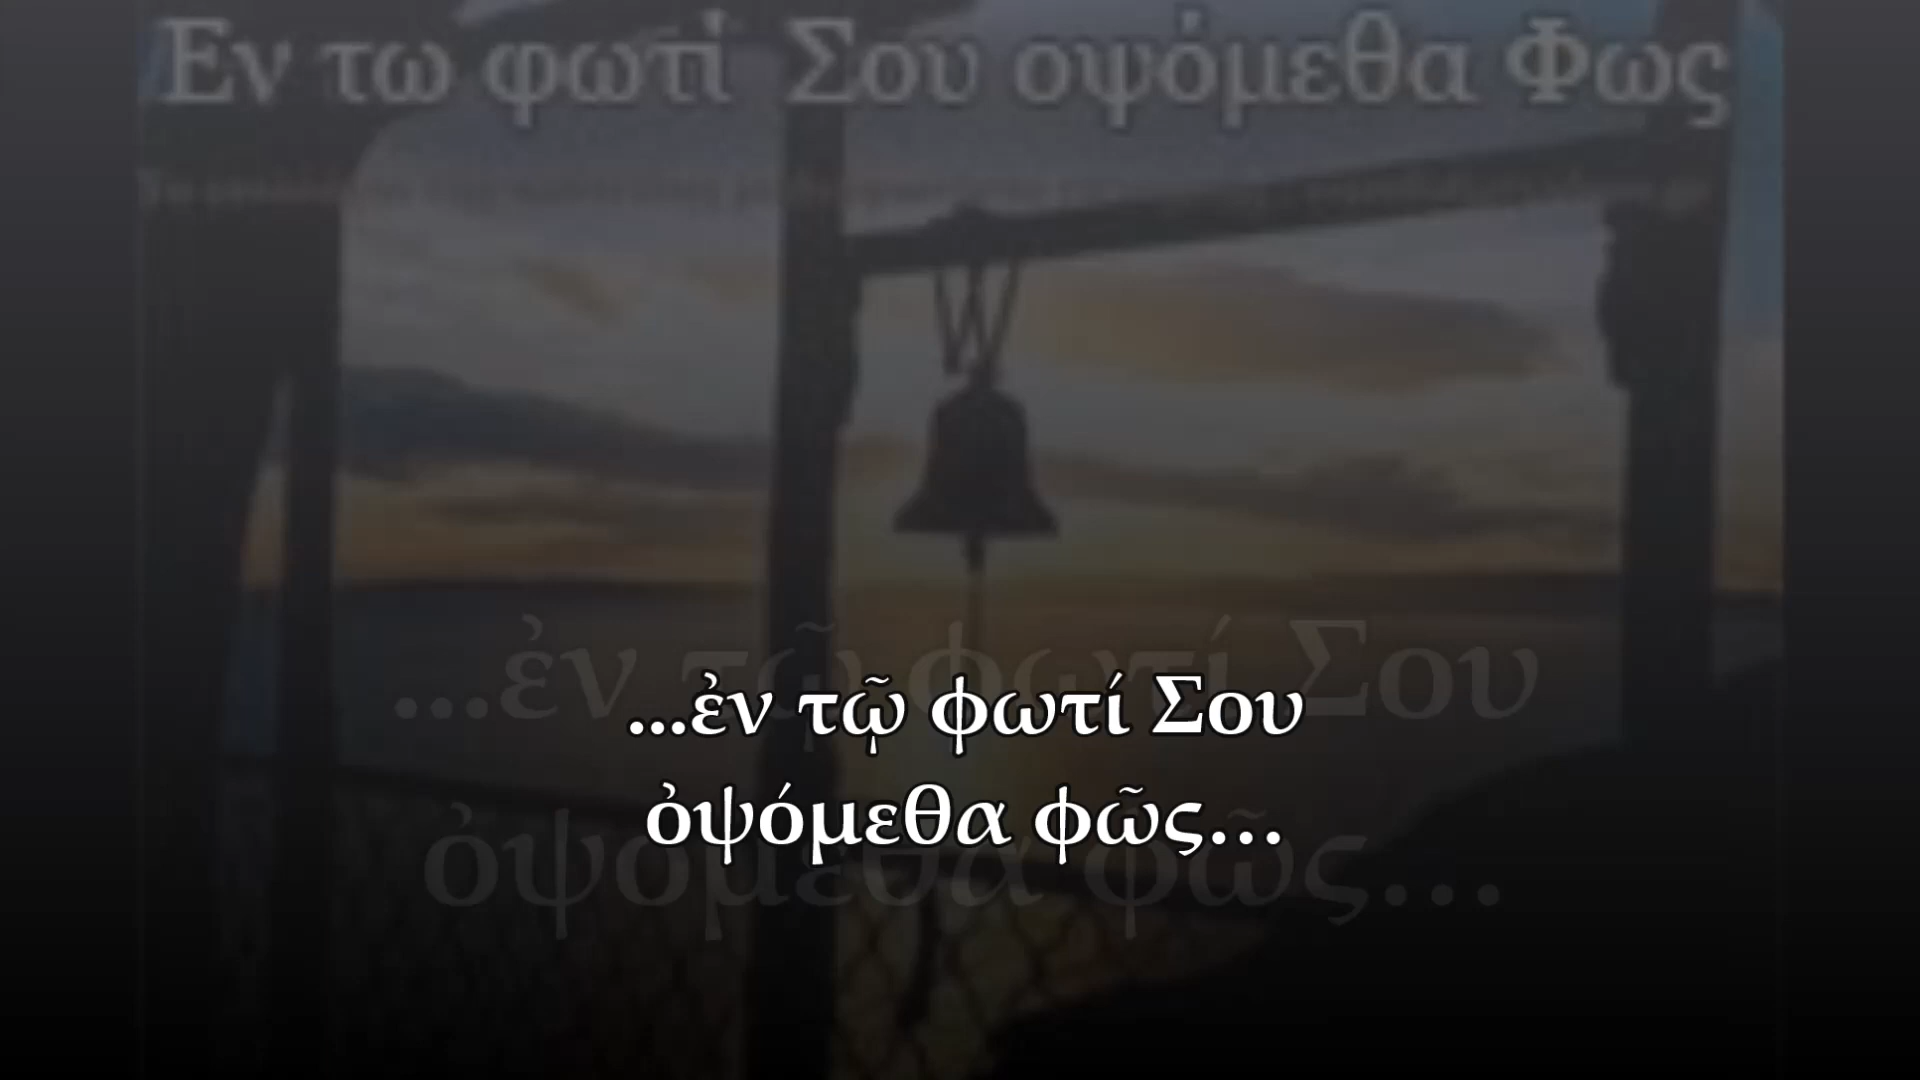 Εν τω φωτί Σου οψόμεθα Φως
...ἐν τῷ φωτί Σου
ὀψόμεθα φῶς...